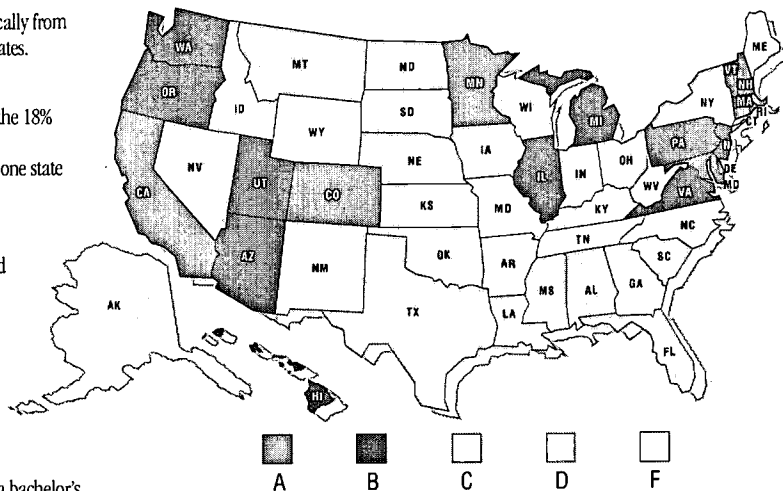 cally from
ates.
he 18%
one state
d
a bachelor's
WA
MT
ND
MN
ME
VT
NH
OR
ID
SD
WI
MI
NY
MA
RI
CT
WY
IA
PA
NV
NE
OH
DE
MD
CA
UT
CO
IL
IN
WV
VA
KS
MO
KY
NC
AZ
NM
OK
TN
AR
SC
AK
TX
LA
MS
AL
GA
FL
HI
A B C D F